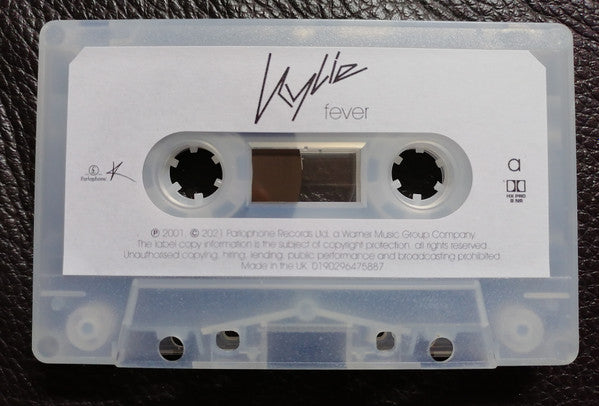 Kylie
fever
Parlophone
K
a
HX PRO
B NR
℗ 2001, © 2021 Parlophone Records Ltd, a Warner Music Group Company.
The label copy information is the subject of copyright protection, all rights reserved.
Unauthorised copying, hiring, lending, public performance and broadcasting prohibited.
Made in the UK. 0190296475887